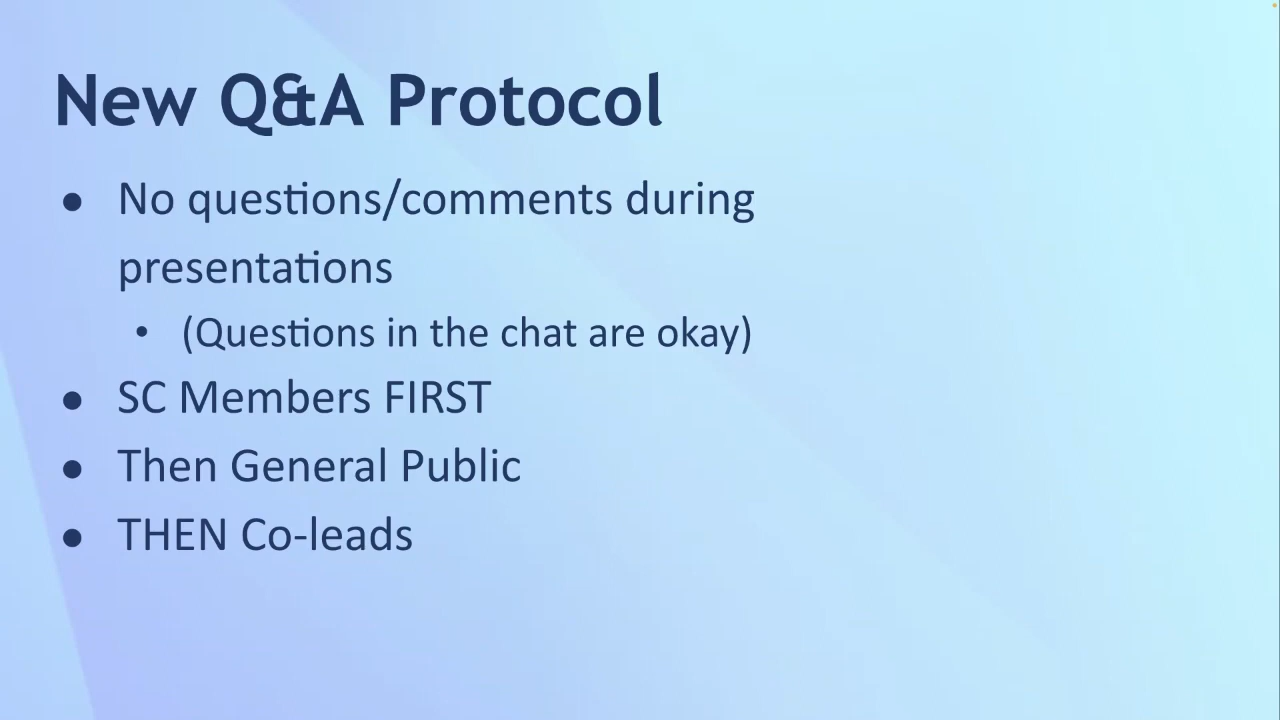 New Q&A Protocol
● No questions/comments during
presentations
• (Questions in the chat are okay)
● SC Members FIRST
● Then General Public
● THEN Co-leads